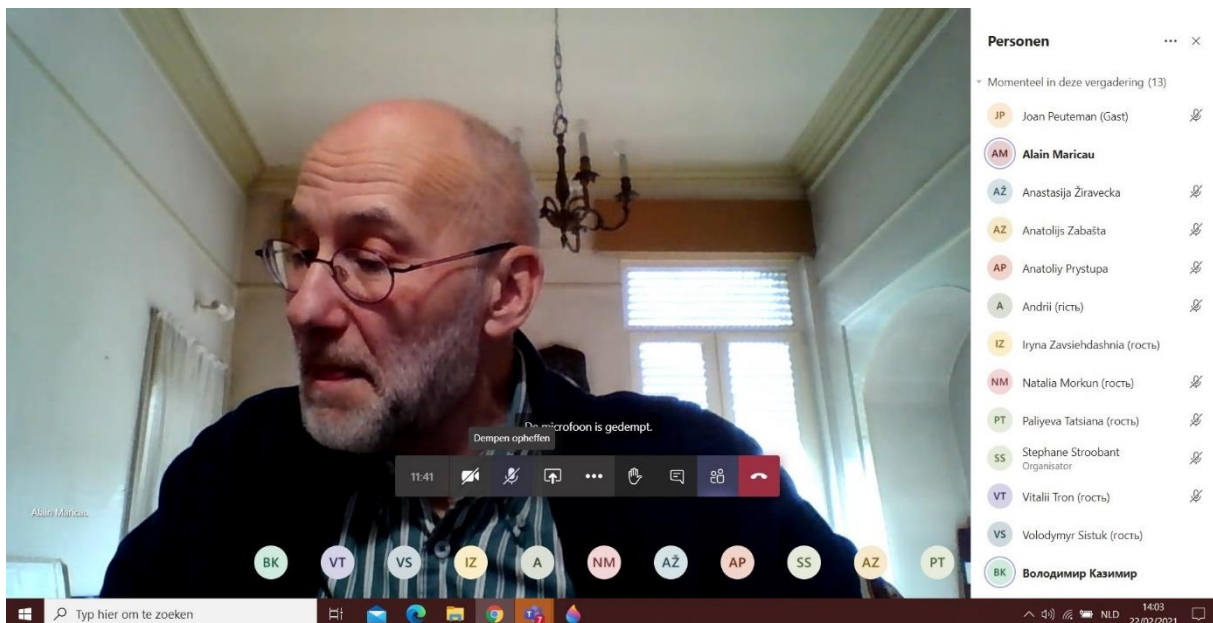 Personen
Momenteel in deze vergadering (13)
JP Joan Peuteman (Gast)
AM Alain Maricau
AŽ Anastasija Žiravecka
AZ Anatolijs Zabašta
AP Anatoliy Prystupa
A Andrii (гість)
IZ Iryna Zavsiehdashnia (гость)
NM Natalia Morkun (гость)
PT Paliyeva Tatsiana (гость)
SS Stephane Stroobant
Organisator
VT Vitalii Tron (гость)
VS Volodymyr Sistuk (гость)
BK Володимир Казимир
De microfoon is gedempt.
Dempen opheffen
11:41
Alain Maricau
BK VT VS IZ A NM AŽ AP SS AZ PT
Typ hier om te zoeken
7
NLD
14:03
22/02/2021